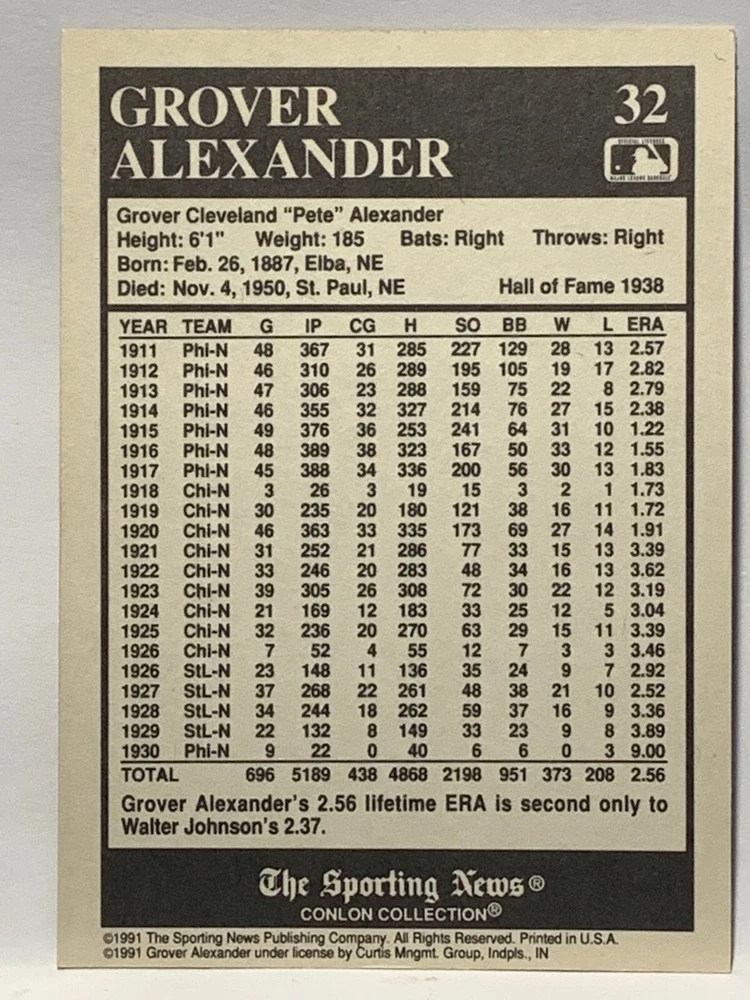 GROVER 32
ALEXANDER
OFFICIAL LICENSEE
MAJOR LEAGUE BASEBALL
Grover Cleveland "Pete" Alexander
Height: 6'1" Weight: 185 Bats: Right Throws: Right
Born: Feb. 26, 1887, Elba, NE
Died: Nov. 4, 1950, St. Paul, NE Hall of Fame 1938
YEAR TEAM G IP CG H SO BB W L ERA
1911 Phi-N 48 367 31 285 227 129 28 13 2.57
1912 Phi-N 46 310 26 289 195 105 19 17 2.82
1913 Phi-N 47 306 23 288 159 75 22 8 2.79
1914 Phi-N 46 355 32 327 214 76 27 15 2.38
1915 Phi-N 49 376 36 253 241 64 31 10 1.22
1916 Phi-N 48 389 38 323 167 50 33 12 1.55
1917 Phi-N 45 388 34 336 200 56 30 13 1.83
1918 Chi-N 3 26 3 19 15 3 2 1 1.73
1919 Chi-N 30 235 20 180 121 38 16 11 1.72
1920 Chi-N 46 363 33 335 173 69 27 14 1.91
1921 Chi-N 31 252 21 286 77 33 15 13 3.39
1922 Chi-N 33 246 20 283 48 34 16 13 3.62
1923 Chi-N 39 305 26 308 72 30 22 12 3.19
1924 Chi-N 21 169 12 183 33 25 12 5 3.04
1925 Chi-N 32 236 20 270 63 29 15 11 3.39
1926 Chi-N 7 52 4 55 12 7 3 3 3.46
1926 StL-N 23 148 11 136 35 24 9 7 2.92
1927 StL-N 37 268 22 261 48 38 21 10 2.52
1928 StL-N 34 244 18 262 59 37 16 9 3.36
1929 StL-N 22 132 8 149 33 23 9 8 3.89
1930 Phi-N 9 22 0 40 6 6 0 3 9.00
TOTAL 696 5189 438 4868 2198 951 373 208 2.56
Grover Alexander's 2.56 lifetime ERA is second only to
Walter Johnson's 2.37.
The Sporting News®
CONLON COLLECTION®
©1991 The Sporting News Publishing Company. All Rights Reserved. Printed in U.S.A.
©1991 Grover Alexander under license by Curtis Mngmt. Group, Indpls., IN